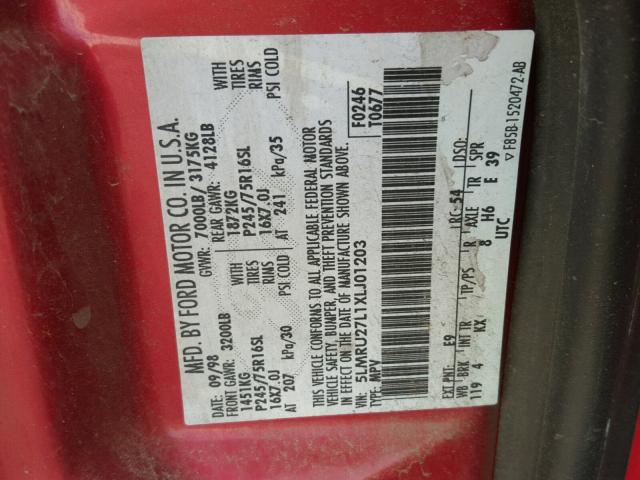 MFD. BY FORD MOTOR CO. IN U.S.A.
DATE: 09/98 GVWR: 7000LB/ 3175KG
FRONT GAWR: 3200LB REAR GAWR: 4128LB
1451KG WITH 1872KG WITH
P245/75R16SL TIRES P245/75R16SL TIRES
16X7.0J RIMS 16X7.0J RIMS
AT 207 kPa/30 PSI COLD AT 241 kPa/35 PSI COLD
THIS VEHICLE CONFORMS TO ALL APPLICABLE FEDERAL MOTOR
VEHICLE SAFETY, BUMPER, AND THEFT PREVENTION STANDARDS
IN EFFECT ON THE DATE OF MANUFACTURE SHOWN ABOVE.
VIN: 5LMRU27L1XLJ01203 F0246
TYPE: MPV T0677
EXT PNT: E9 RC: 54 DSO:
WB BRK INT TR TP/PS R AXLE TR SPR
119 4 KX 8 H6 E 39
UTC
▽ F85B-1520472-AB